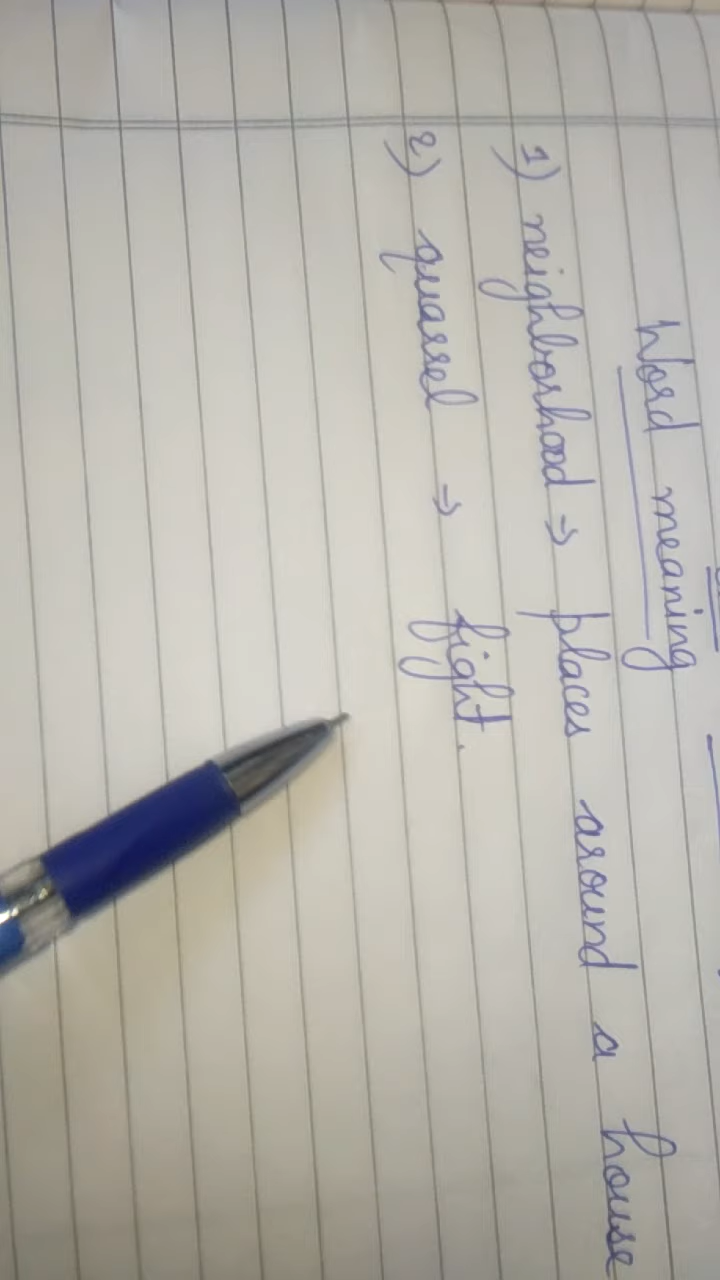 Word meaning
1) neighborhood => places around a house
2) quarrel => fight.